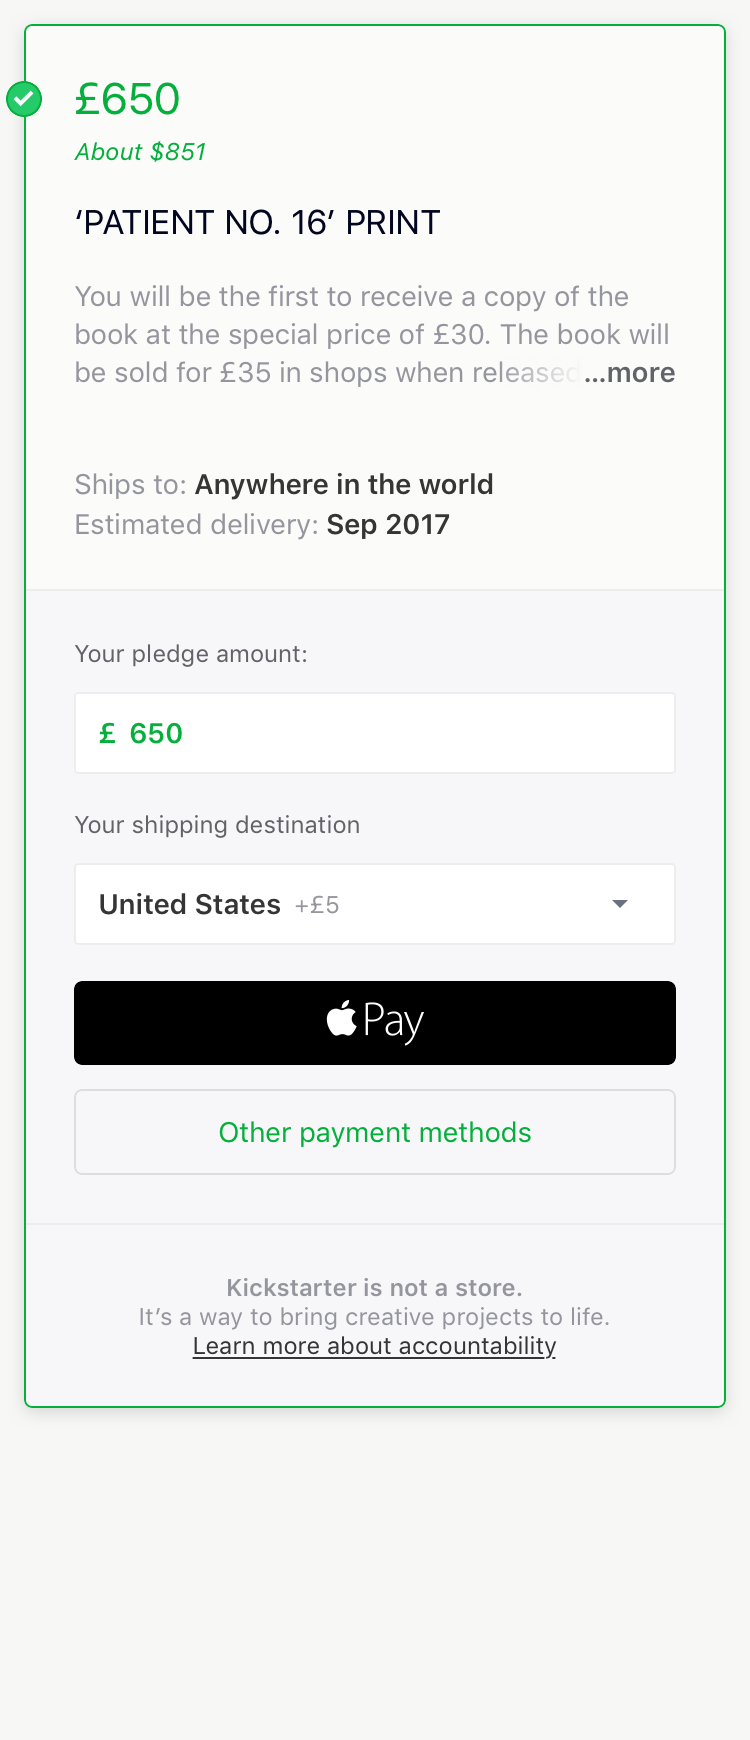 £650
About $851
‘PATIENT NO. 16’ PRINT
You will be the first to receive a copy of the
book at the special price of £30. The book will
be sold for £35 in shops when released...more
Ships to: Anywhere in the world
Estimated delivery: Sep 2017
Your pledge amount:
£ 650
Your shipping destination
United States +£5
Pay
Other payment methods
Kickstarter is not a store.
It’s a way to bring creative projects to life.
Learn more about accountability